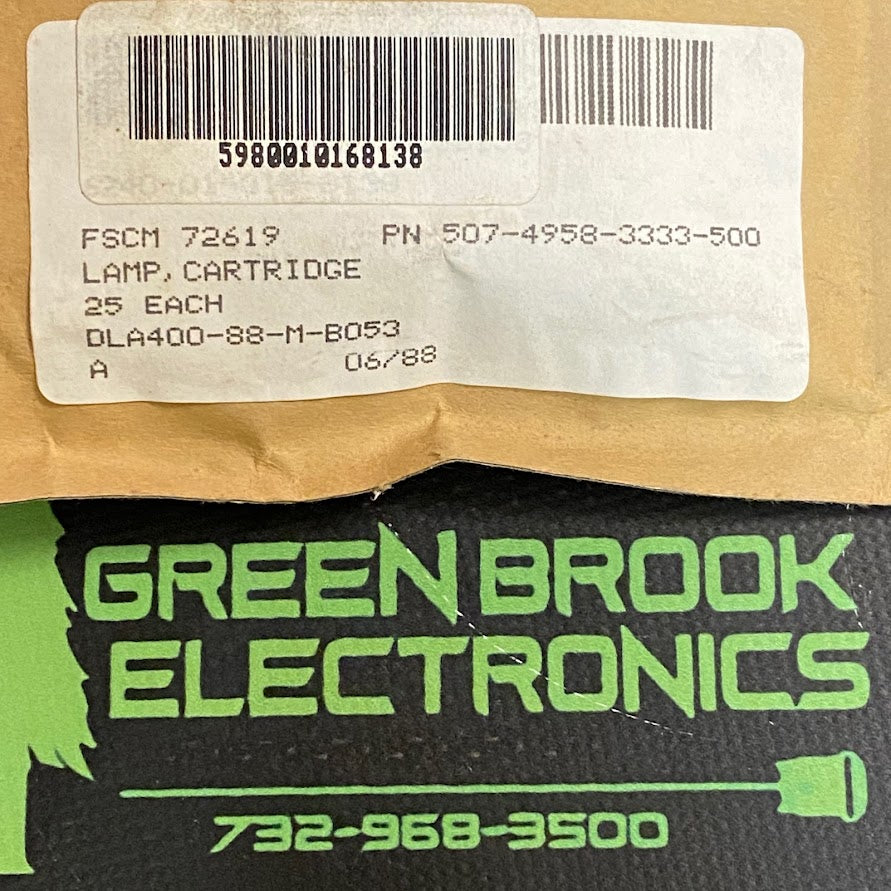 5980010168138
FSCM 72619 PN 507-4958-3333-500
LAMP, CARTRIDGE
25 EACH
DLA400-88-M-B053
A 06/88
GREEN BROOK
ELECTRONICS
732-968-3500